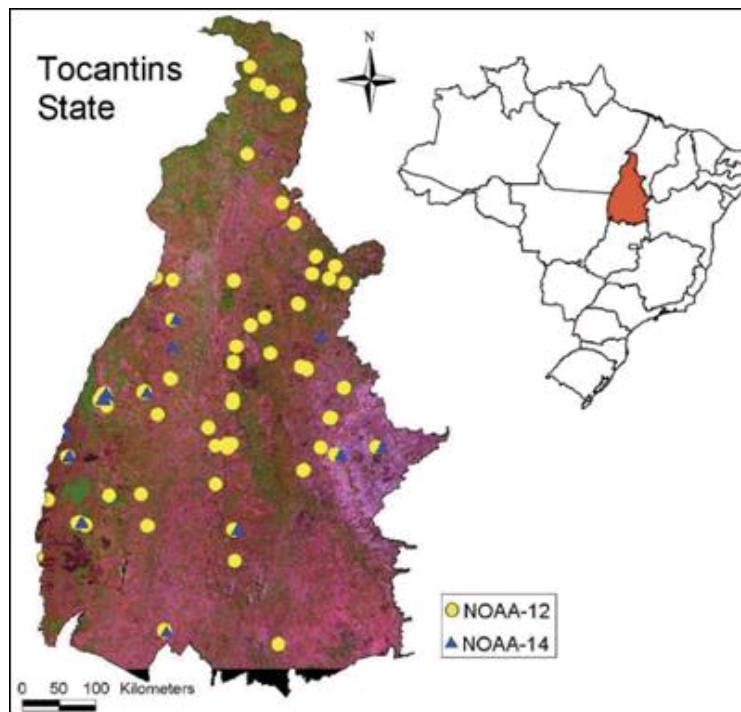 Tocantins
State
N
NOAA-12
NOAA-14
0 50 100 Kilometers